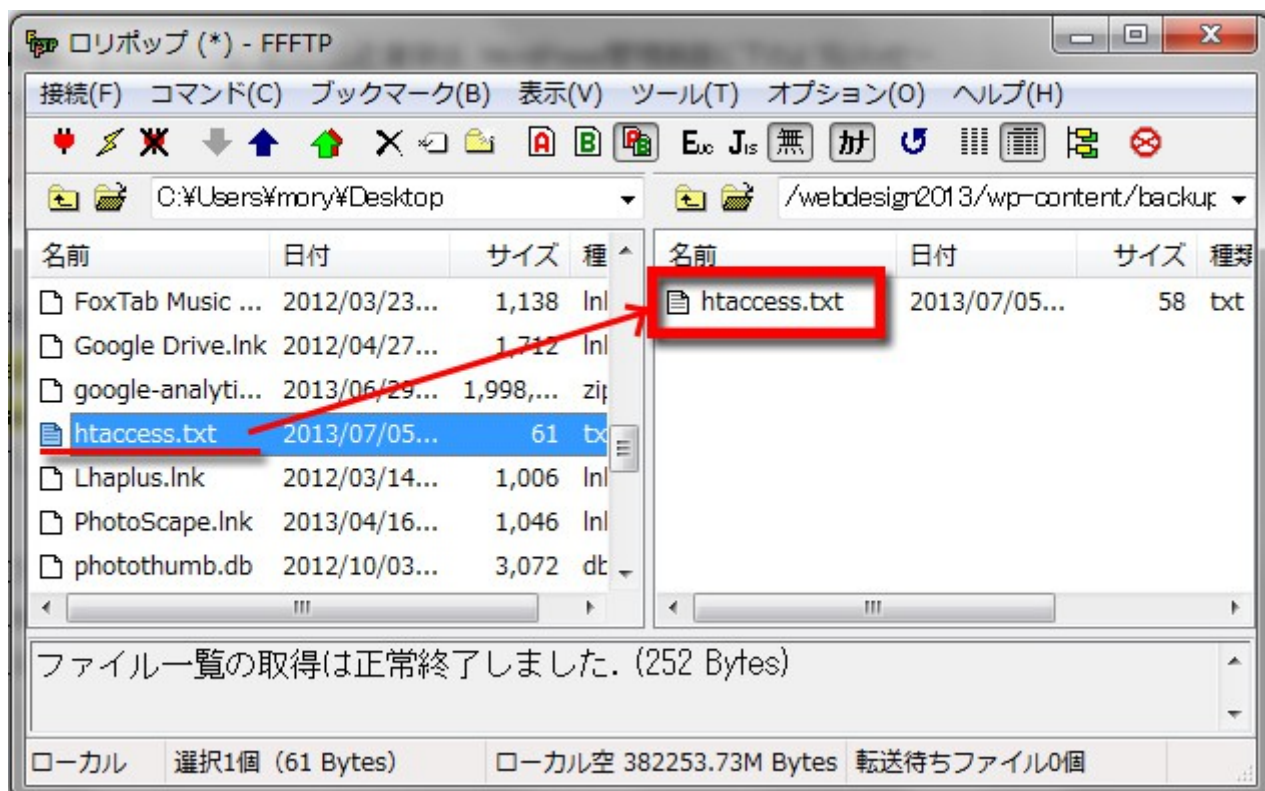 ロリポップ (*) - FFFTP
接続(F) コマンド(C) ブックマーク(B) 表示(V) ツール(T) オプション(O) ヘルプ(H)
A B A B Euc Jis 無 カナ
C:¥Users¥mory¥Desktop /webdesign2013/wp-content/backup
名前 日付 サイズ 種 名前 日付 サイズ 種類
FoxTab Music ... 2012/03/23... 1,138 lnl htaccess.txt 2013/07/05... 58 txt
Google Drive.lnk 2012/04/27... 1,712 lnl
google-analyti... 2013/06/29... 1,998,... zip
htaccess.txt 2013/07/05... 61 tx
Lhaplus.lnk 2012/03/14... 1,006 lnl
PhotoScape.lnk 2013/04/16... 1,046 lnl
photothumb.db 2012/10/03... 3,072 db
ファイル一覧の取得は正常終了しました. (252 Bytes)
ローカル 選択1個 (61 Bytes) ローカル空 382253.73M Bytes 転送待ちファイル0個